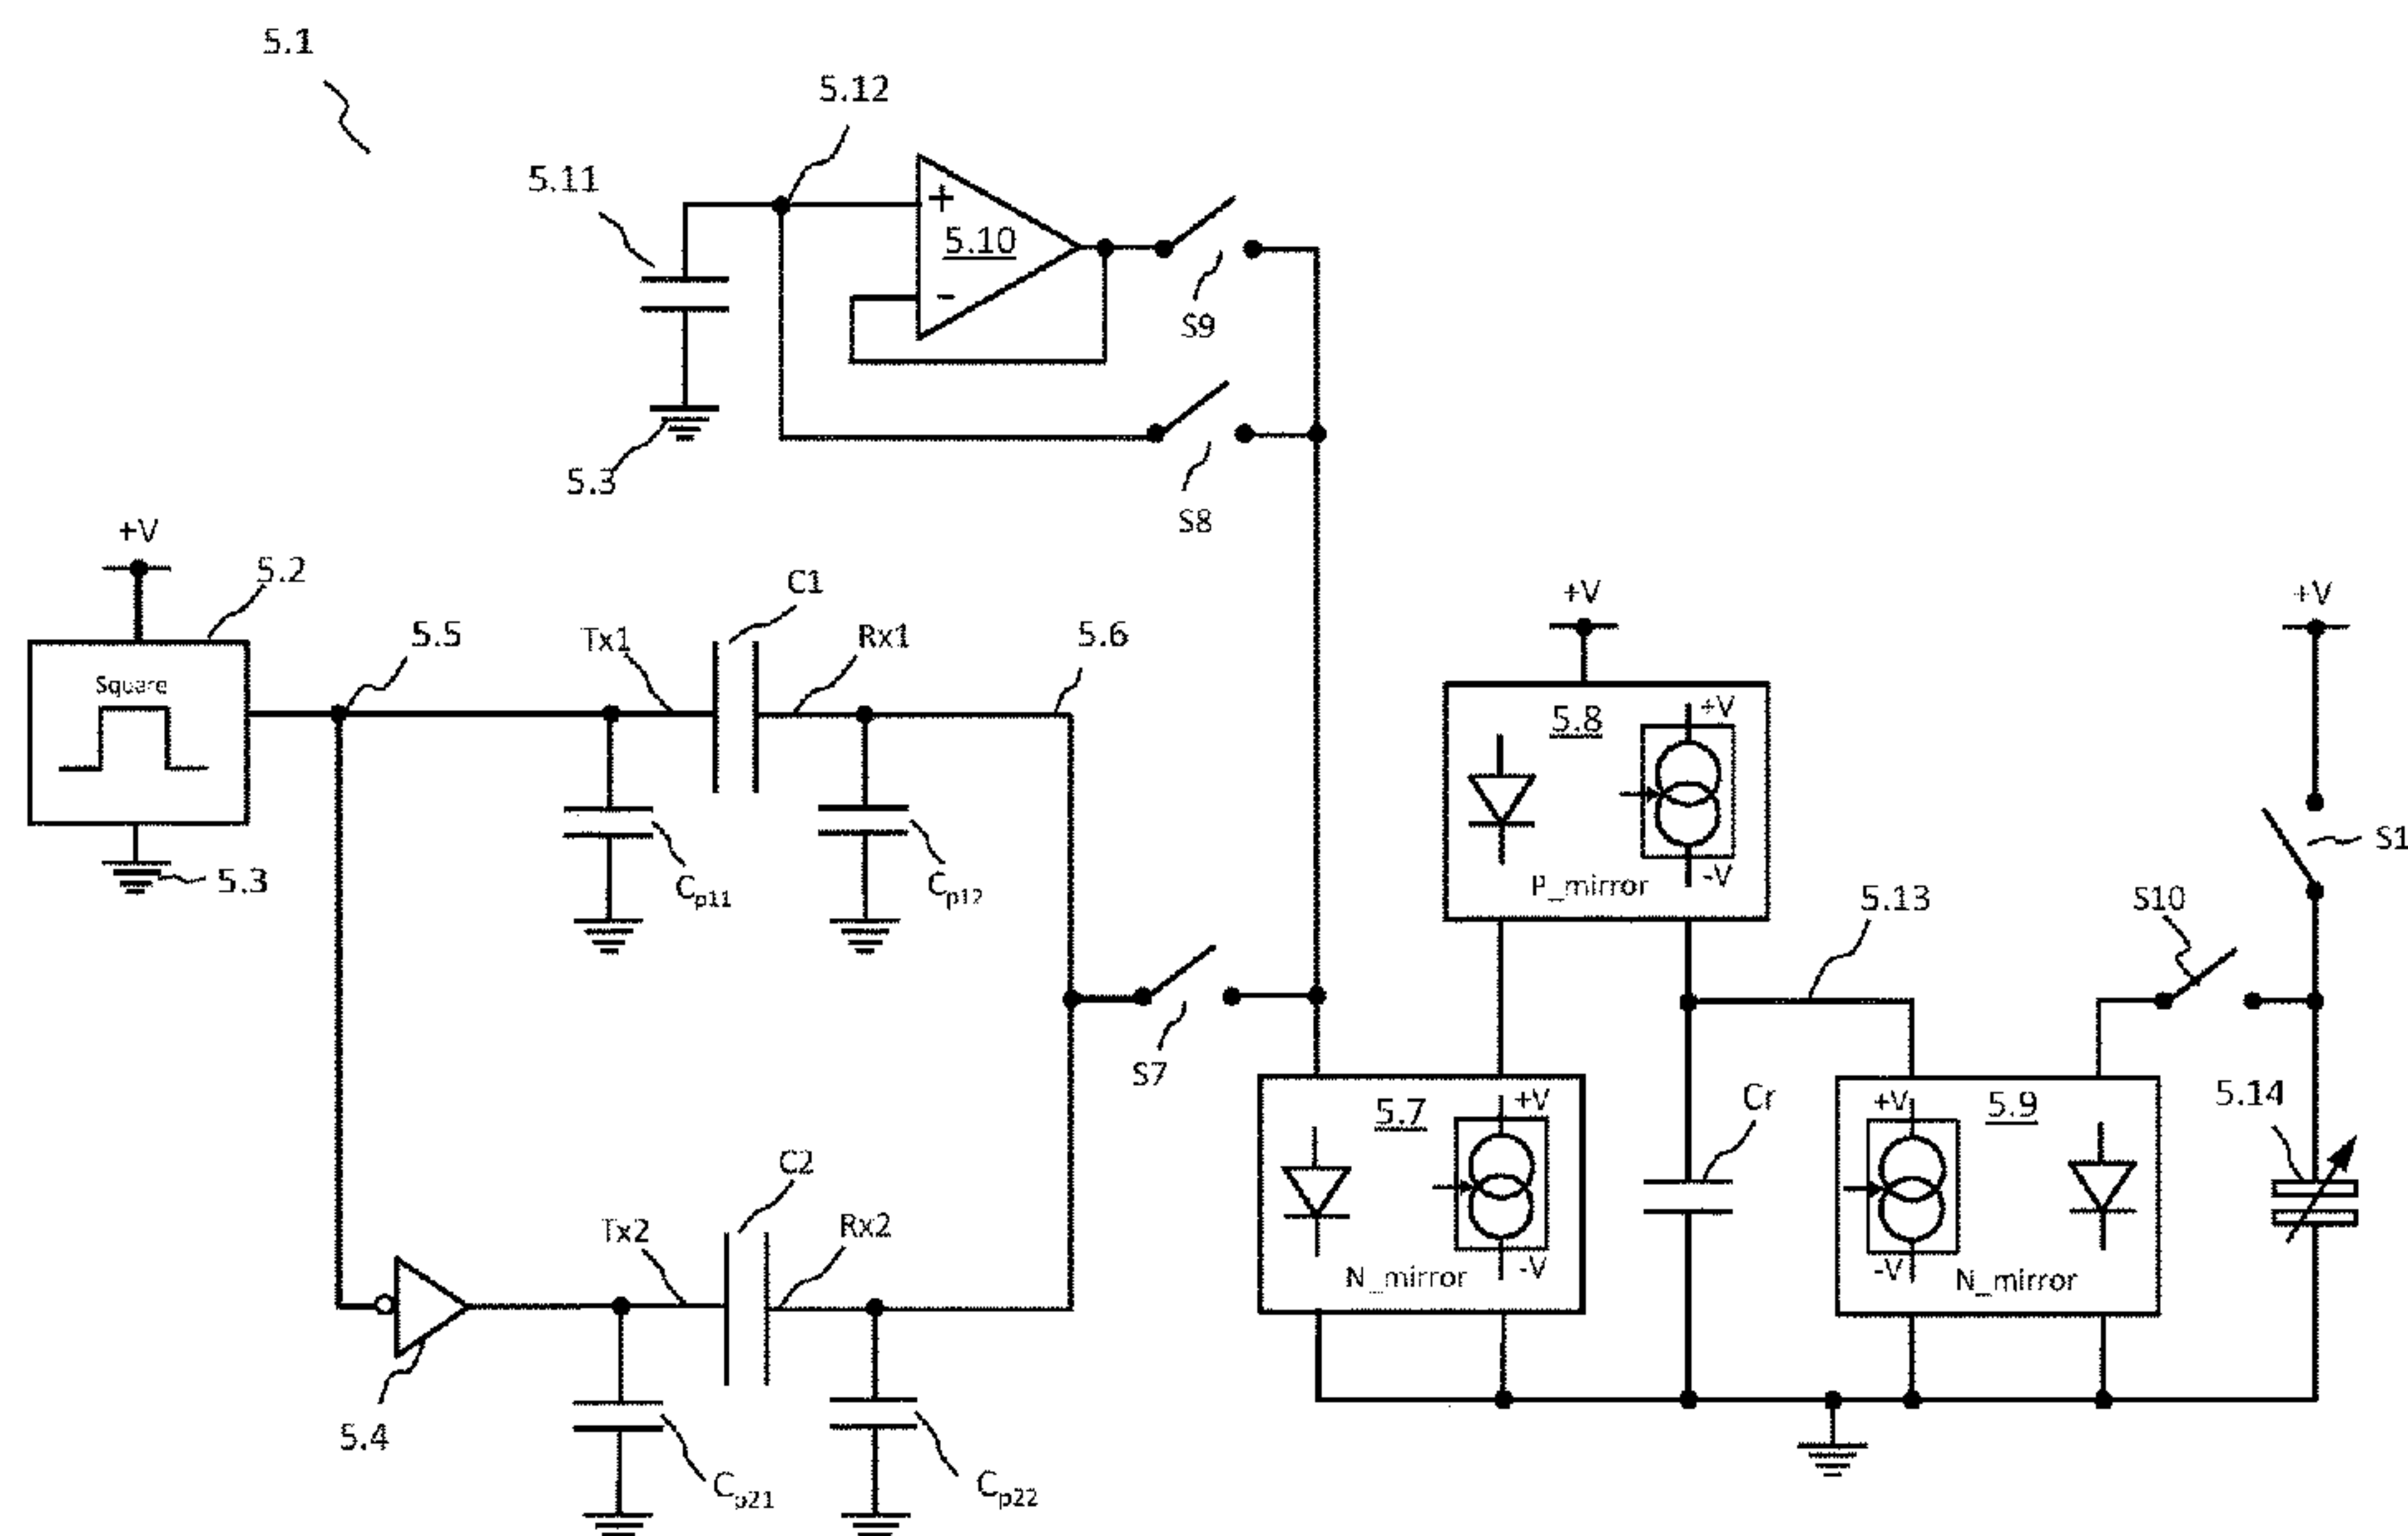 5.1
5.12
5.11
+
5.10
-
S9
5.3
S8
+V
5.2
5.5
Tx1
C1
Rx1
5.6
+V
+V
Square
5.8
+V
5.3
Cp11
Cp12
-V
P_mirror
S1
5.13
S10
S7
5.7
+V
Cr
+V
5.9
5.14
C2
Tx2
Rx2
-V
N_mirror
-V
N_mirror
5.4
Cp21
Cp22